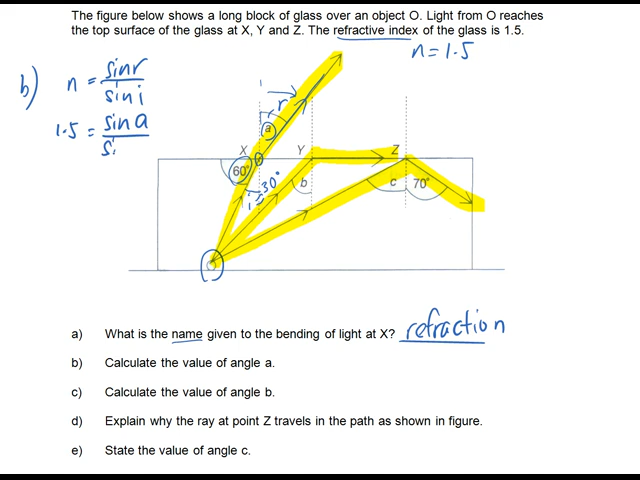 The figure below shows a long block of glass over an object O. Light from O reaches
the top surface of the glass at X, Y and Z. The refractive index of the glass is 1.5.
n = 1.5
b) n = sin r / sin i
1.5 = sin a / s.
r
a
X Y Z
60° 30° b c 70°
i =
a) What is the name given to the bending of light at X? refraction
b) Calculate the value of angle a.
c) Calculate the value of angle b.
d) Explain why the ray at point Z travels in the path as shown in figure.
e) State the value of angle c.